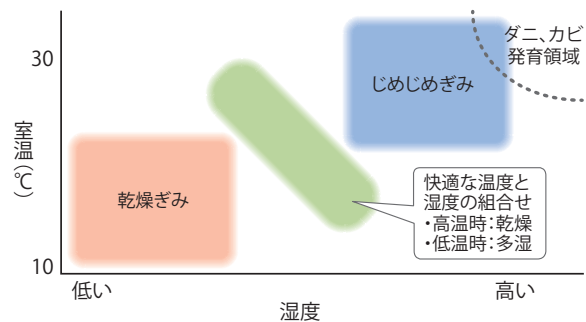 30
10
室温(℃)
ダニ、カビ
発育領域
じめじめぎみ
乾燥ぎみ
快適な温度と
湿度の組合せ
・高温時：乾燥
・低温時：多湿
低い
高い
湿度